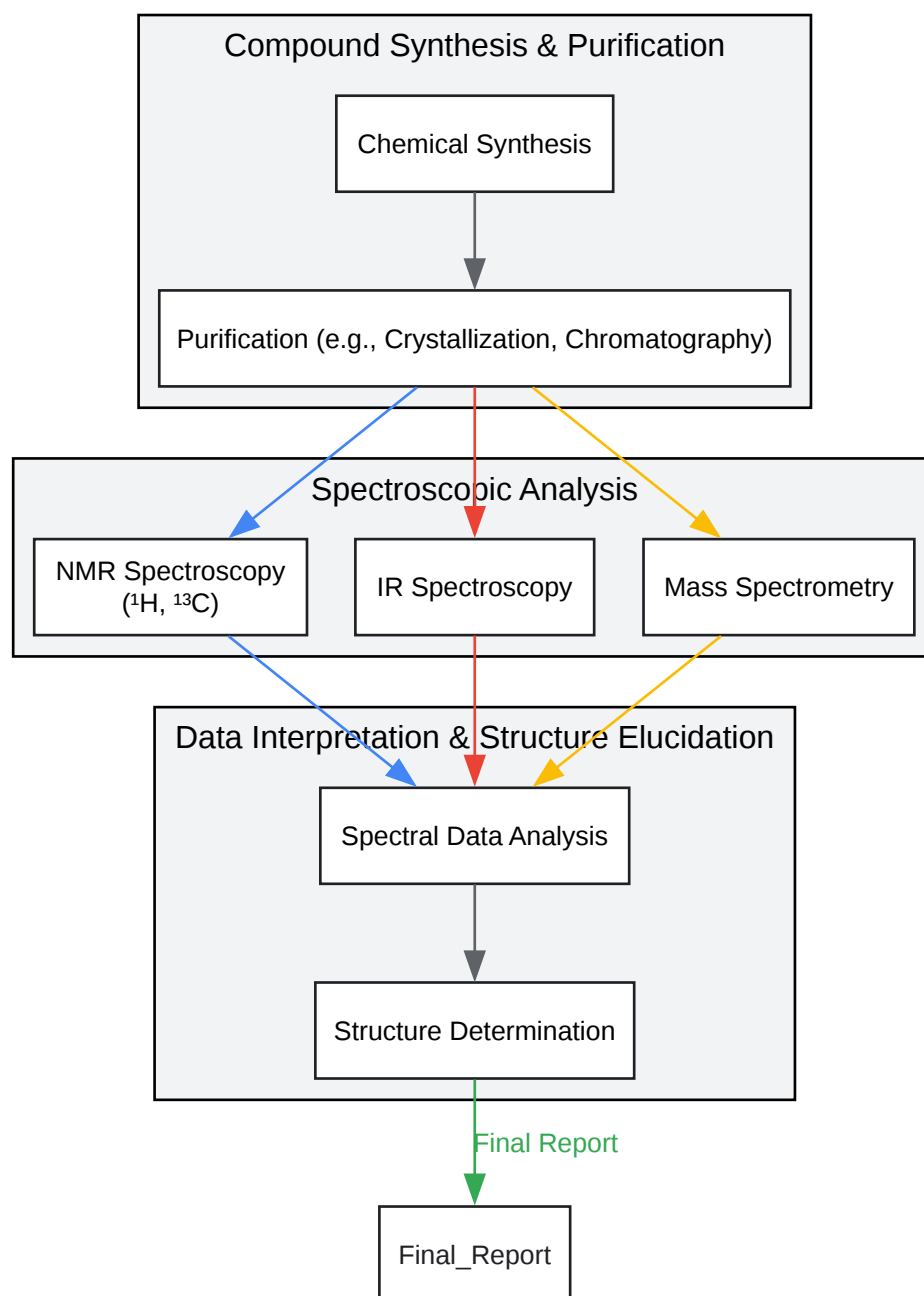 Compound Synthesis & Purification
Chemical Synthesis
Purification (e.g., Crystallization, Chromatography)
Spectroscopic Analysis
NMR Spectroscopy
(¹H, ¹³C)
IR Spectroscopy
Mass Spectrometry
Data Interpretation & Structure Elucidation
Spectral Data Analysis
Structure Determination
Final Report
Final_Report